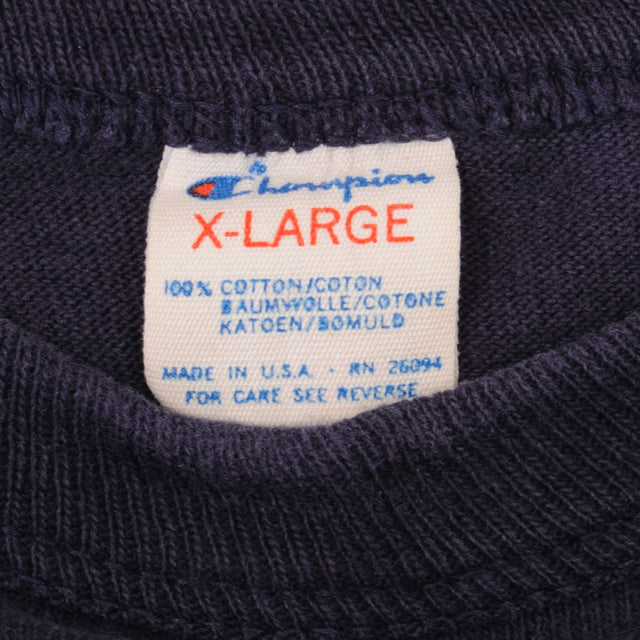 Champion
X-LARGE
100% COTTON/COTON
BAUMWOLLE/COTONE
KATOEN/BOMULD
MADE IN U.S.A. - RN 26094
FOR CARE SEE REVERSE